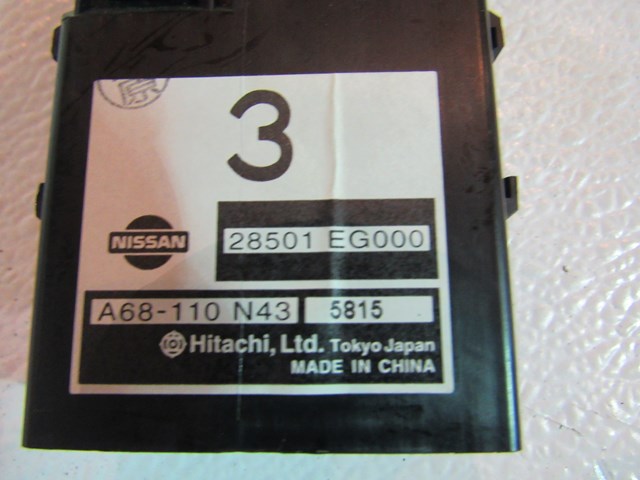 3
NISSAN
28501 EG000
A68-110 N43 5815
Hitachi, Ltd. Tokyo Japan
MADE IN CHINA